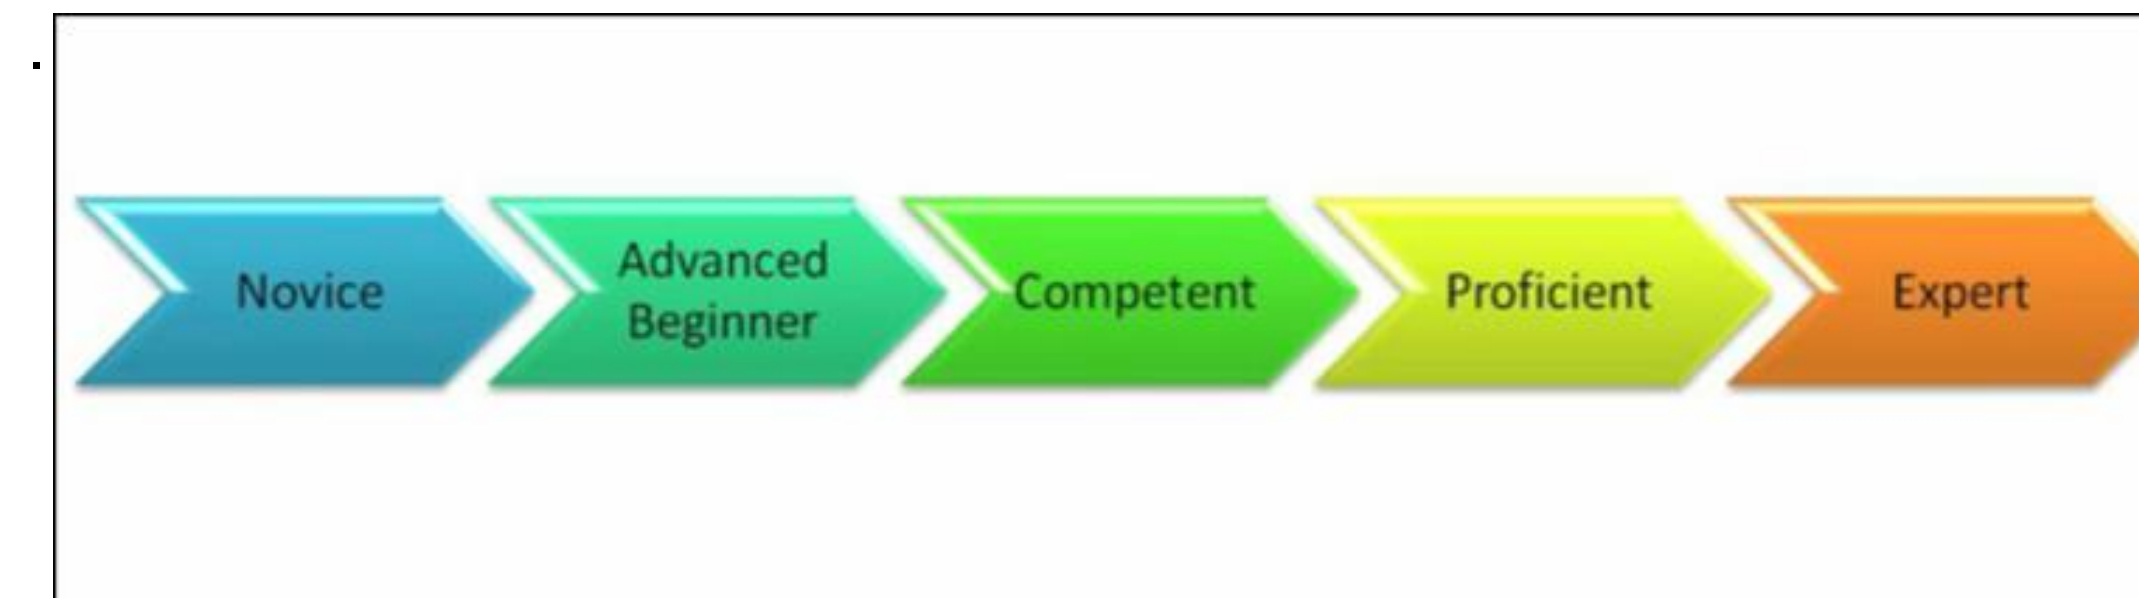 Novice
Advanced
Beginner
Competent
Proficient
Expert